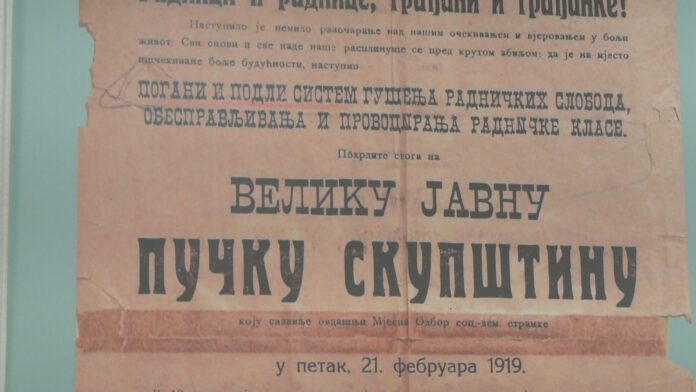 Радници и раднице, грађани и грађанке!
Наступило је немило разочарање над нашим очекивањем и вјеровањем у бољи
живот. Сви снови и све наде наше расплинуше се пред крутом збиљом: да је на мјесто
ишчекиване боље будућности, наступио
ПОГАНИ И ПОДЛИ СИСТЕМ ГУШЕЊА РАДНИЧКИХ СЛОБОДА,
ОБЕСПРАВЉИВАЊА И ПРОВОЦИРАЊА РАДНИЧКЕ КЛАСЕ.
Похрлите стога на
ВЕЛИКУ ЈАВНУ
ПУЧКУ СКУПШТИНУ
коју сазивље овдашњи Мјесни Одбор соц.-дем. странке
у петак, 21. фебруара 1919.